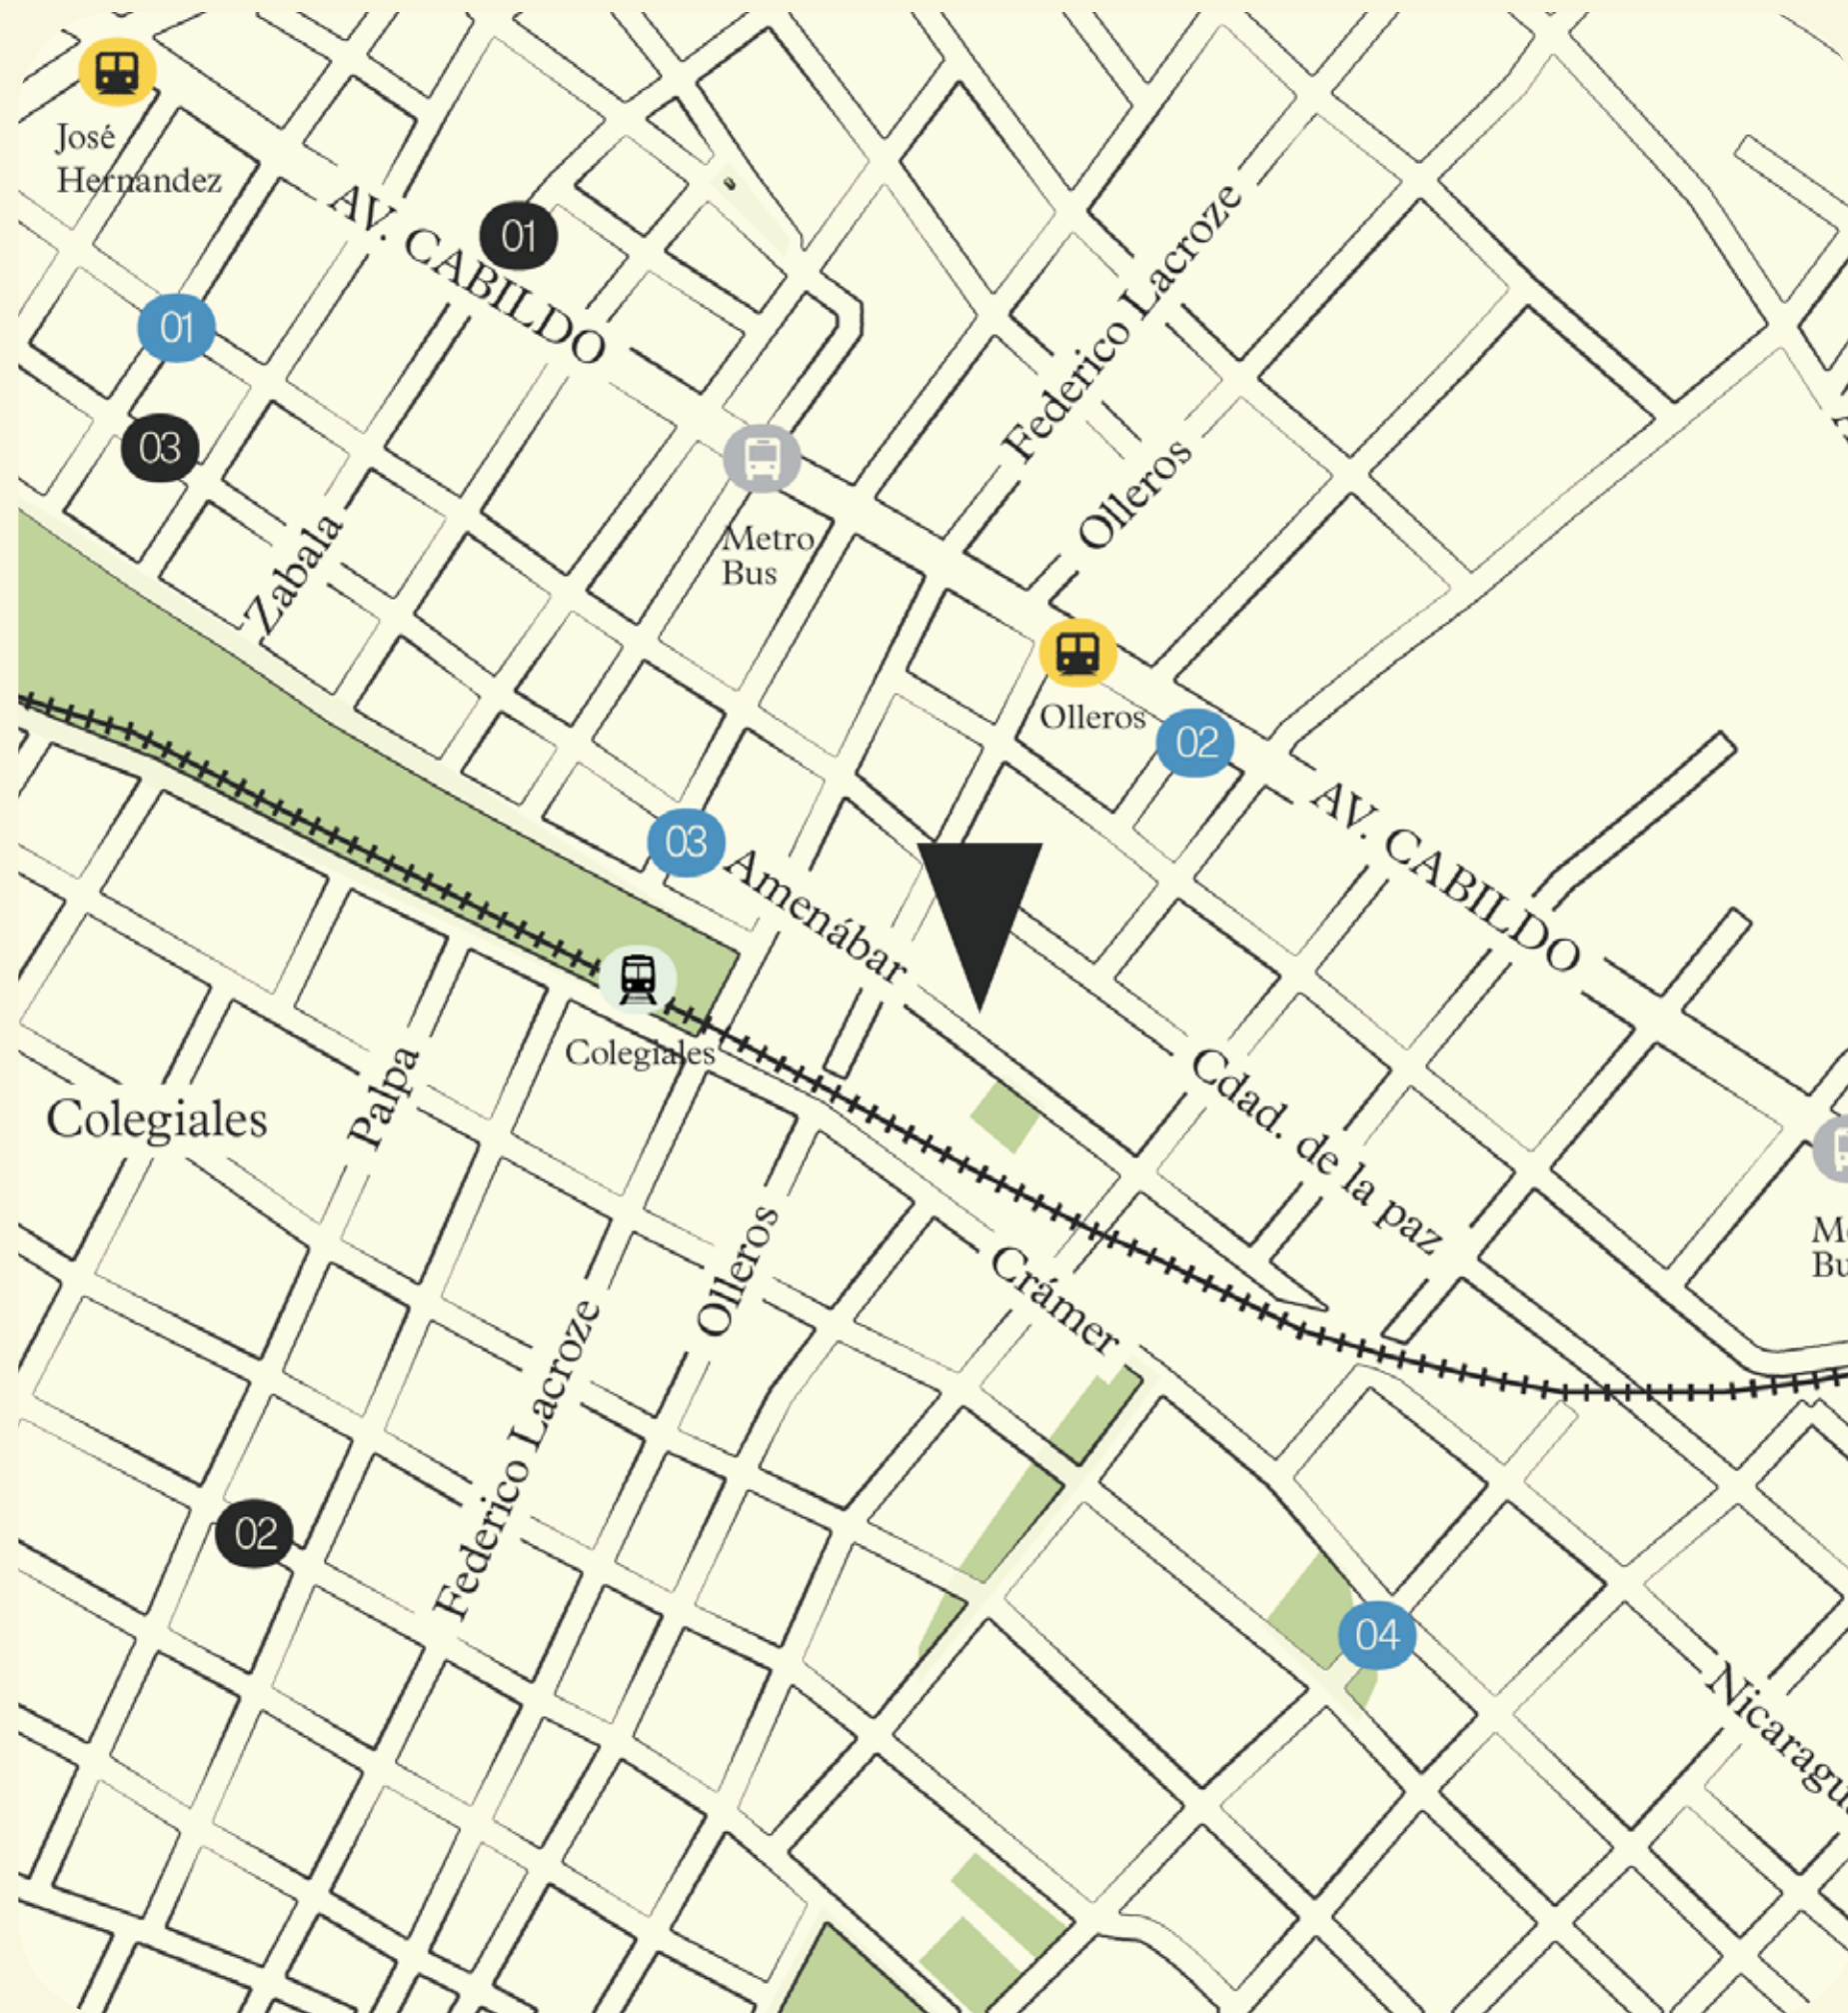 José
Hernandez
AV. CABILDO
01
01
03
Federico Lacroze
Olleros
Metro
Bus
Zabala
Olleros
02
AV. CABILDO
03
Amenábar
Colegiales
Colegiales
Palpa
Cdad. de la paz
Olleros
Crámer
Federico Lacroze
02
04